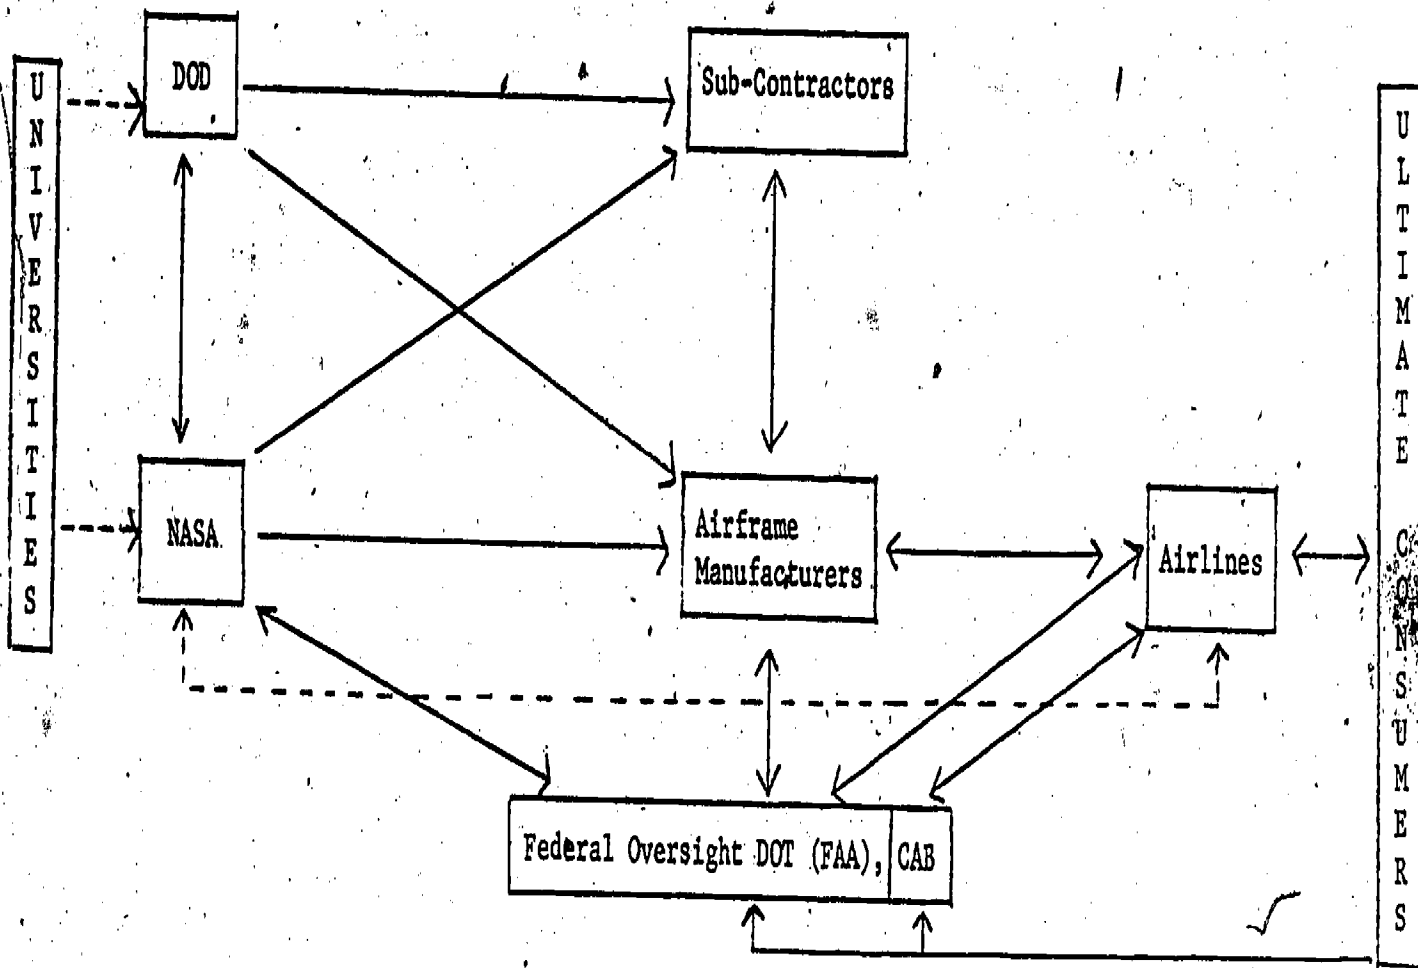 UNIVERSITIES
DOD
Sub-Contractors
ULTIMATE CONSUMERS
NASA
Airframe
Manufacturers
Airlines
Federal Oversight DOT (FAA),
CAB